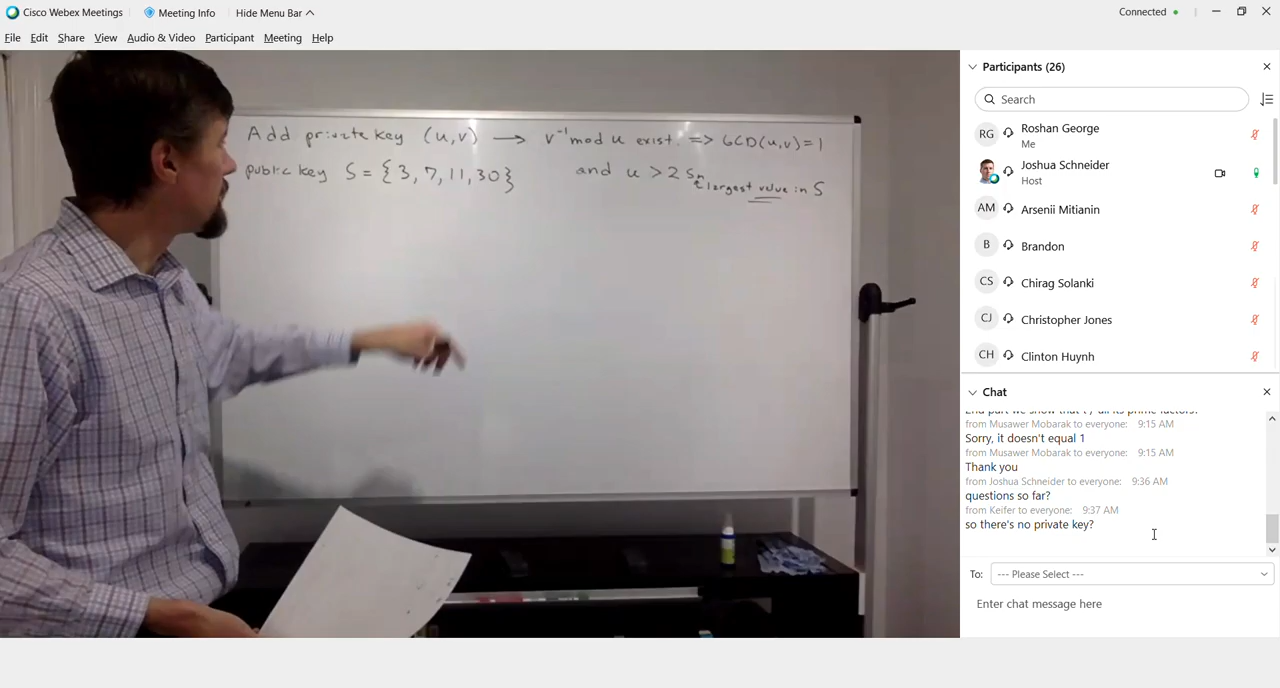 Cisco Webex Meetings
Meeting Info
Hide Menu Bar
Connected
File Edit Share View Audio & Video Participant Meeting Help
Add private key (u,v) → v⁻¹ mod u exist. => GCD(u,v)=1
public key S = {3, 7, 11, 30} and u > 2 Sn
largest value in S
Participants (26)
Search
RG Roshan George
Me
Joshua Schneider
Host
AM Arsenii Mitianin
B Brandon
CS Chirag Solanki
CJ Christopher Jones
CH Clinton Huynh
Chat
from Musawer Mobarak to everyone: 9:15 AM
Sorry, it doesn't equal 1
from Musawer Mobarak to everyone: 9:15 AM
Thank you
from Joshua Schneider to everyone: 9:36 AM
questions so far?
from Keifer to everyone: 9:37 AM
so there's no private key?
To: --- Please Select ---
Enter chat message here